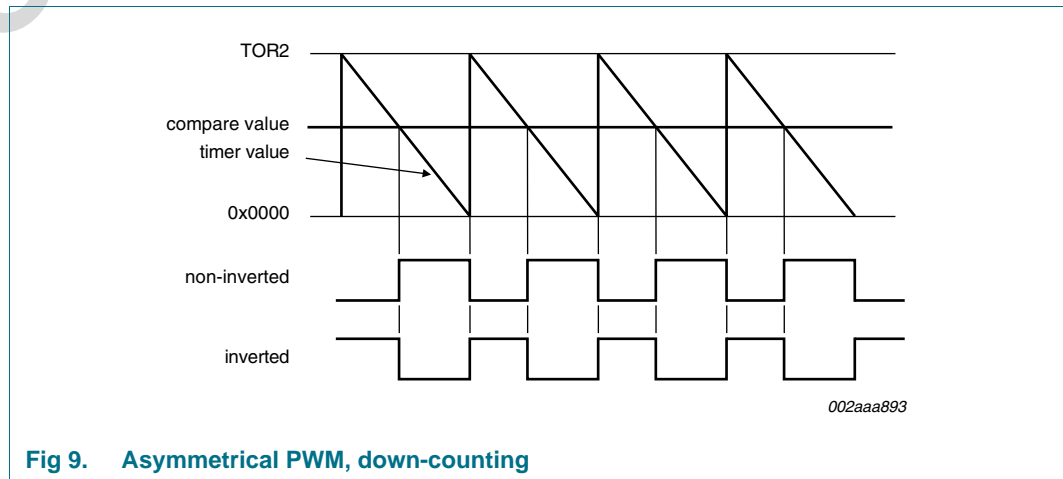 TOR2
compare value
timer value
0x0000
non-inverted
inverted
002aaa893
Fig 9. Asymmetrical PWM, down-counting